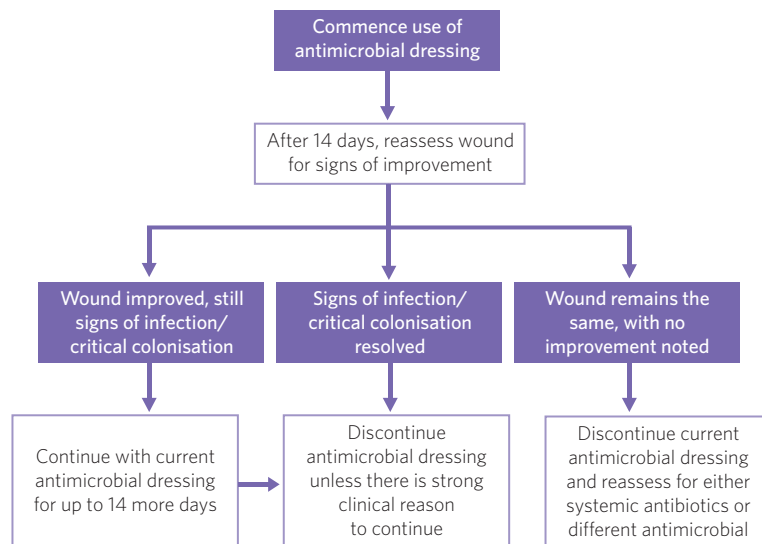 Commence use of
antimicrobial dressing
After 14 days, reassess wound
for signs of improvement
Wound improved, still
signs of infection/
critical colonisation
Signs of infection/
critical colonisation
resolved
Wound remains the
same, with no
improvement noted
Continue with current
antimicrobial dressing
for up to 14 more days
Discontinue
antimicrobial dressing
unless there is strong
clinical reason
to continue
Discontinue current
antimicrobial dressing
and reassess for either
systemic antibiotics or
different antimicrobial